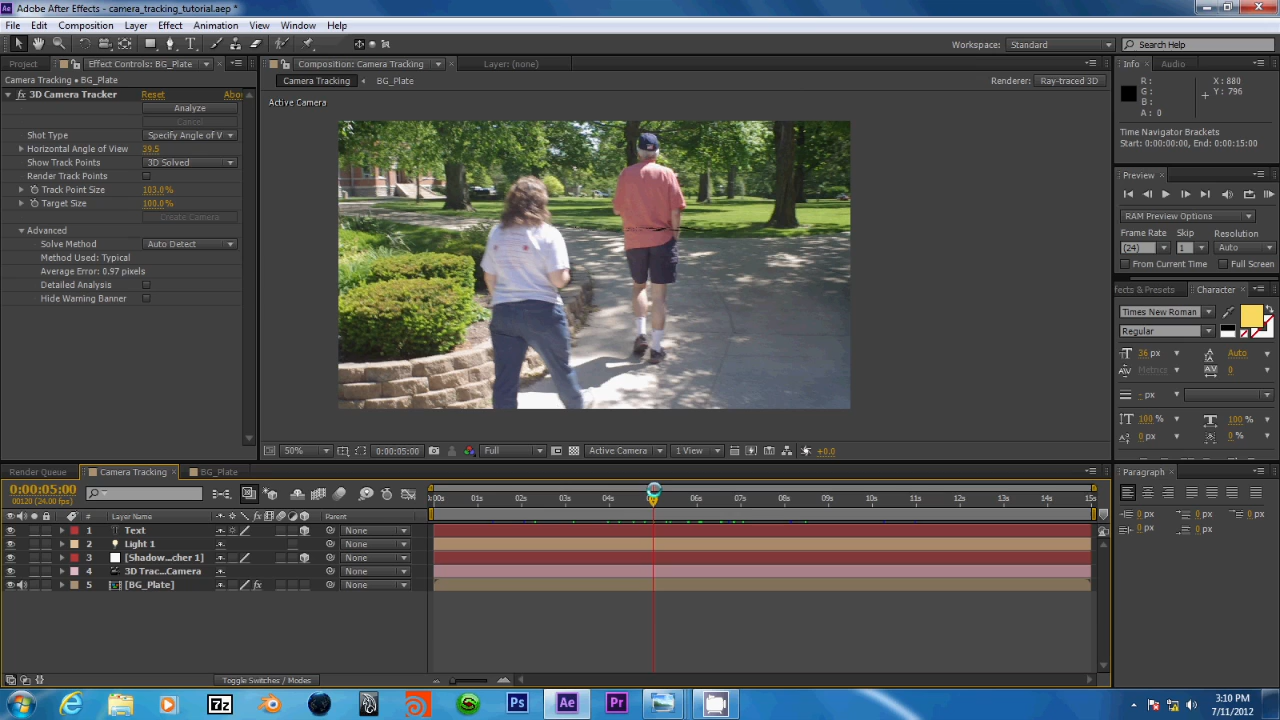 Adobe After Effects - camera_tracking_tutorial.aep *
File Edit Composition Layer Effect Animation View Window Help
Workspace: Standard Search Help
Project Effect Controls: BG_Plate Composition: Camera Tracking Layer: (none) Info Audio
Camera Tracking • BG_Plate Camera Tracking BG_Plate Renderer: Ray-traced 3D
3D Camera Tracker Reset Abou
Analyze
Cancel
Shot Type Specify Angle of V
Horizontal Angle of View 39.5
Show Track Points 3D Solved
Render Track Points
Track Point Size 103.0%
Target Size 100.0%
Create Camera
Advanced
Solve Method Auto Detect
Method Used: Typical
Average Error: 0.97 pixels
Detailed Analysis
Hide Warning Banner
Active Camera
50% 0:00:05:00 Full Active Camera 1 View +0.0
R: X: 880
G: Y: 796
B:
A: 0
Time Navigator Brackets
Start: 0:00:00:00, End: 0:00:15:00
Preview
RAM Preview Options
Frame Rate Skip Resolution
(24) 1 Auto
From Current Time Full Screen
fects & Presets Character
Times New Roman
Regular
36 px Auto
Metrics 0
- px
100 % 100 %
0 px 0 %
Paragraph
0 px 0 px 0 px
0 px 0 px
Render Queue Camera Tracking BG_Plate
0:00:05:00
00120 (24.00 fps)
:00s 01s 02s 03s 04s 06s 07s 08s 09s 10s 11s 12s 13s 14s 15s
# Layer Name Parent
1 Text None
2 Light 1 None
3 [Shadow...cher 1] None
4 3D Trac...Camera None
5 [BG_Plate] None
Toggle Switches / Modes
7z Ps Ae Pr
3:10 PM
7/11/2012